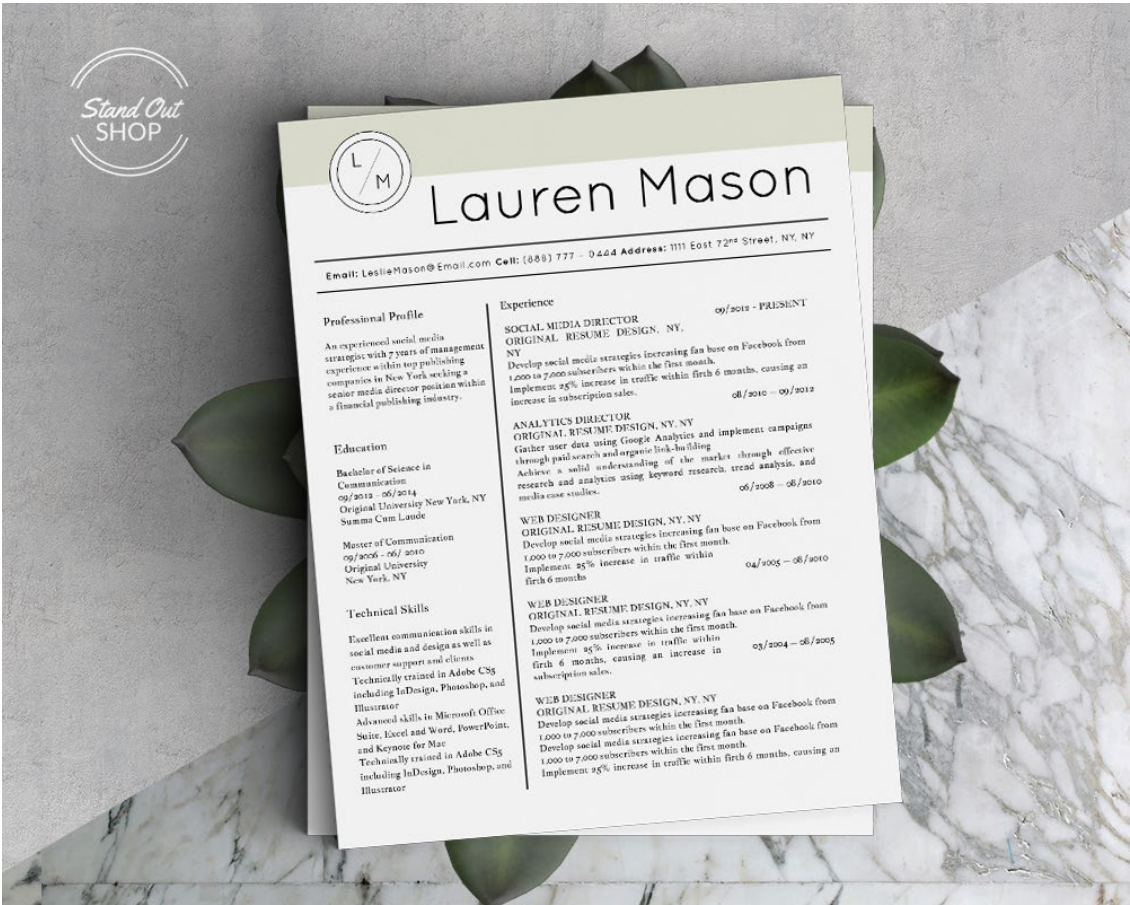 Stand Out
SHOP
L
M
Lauren Mason
Email: LeslieMason@Email.com Cell: (888) 777 - 0444 Address: 1111 East 72nd Street, NY, NY
Professional Profile
An experienced social media
strategist with 7 years of management
experience within top publishing
companies in New York seeking a
senior media director position within
a financial publishing industry.
Education
Bachelor of Science in
Communication
09/2012 - 06/2014
Original University New York, NY
Summa Cum Laude
Master of Communication
09/2006 - 06/ 2010
Original University
New York, NY
Technical Skills
Excellent communication skills in
social media and design as well as
customer support and clients
Technically trained in Adobe CS5
including InDesign, Photoshop, and
Illustrator
Advanced skills in Microsoft Office
Suite, Excel and Word, PowerPoint,
and Keynote for Mac
Technically trained in Adobe CS5
including InDesign, Photoshop, and
Illustrator
Experience
09/2012 - PRESENT
SOCIAL MEDIA DIRECTOR
ORIGINAL RESUME DESIGN, NY,
NY
Develop social media strategies increasing fan base on Facebook from
1,000 to 7,000 subscribers within the first month.
Implement 25% increase in traffic within firth 6 months, causing an
increase in subscription sales.
08/2010 – 09/2012
ANALYTICS DIRECTOR
ORIGINAL RESUME DESIGN, NY, NY
Gather user data using Google Analytics and implement campaigns
through paid search and organic link-building
Achieve a solid understanding of the market through effective
research and analytics using keyword research, trend analysis, and
media case studies.
06/2008 – 08/2010
WEB DESIGNER
ORIGINAL RESUME DESIGN, NY, NY
Develop social media strategies increasing fan base on Facebook from
1,000 to 7,000 subscribers within the first month.
Implement 25% increase in traffic within
firth 6 months
04/2005 – 08/2010
WEB DESIGNER
ORIGINAL RESUME DESIGN, NY, NY
Develop social media strategies increasing fan base on Facebook from
1,000 to 7,000 subscribers within the first month.
Implement 25% increase in traffic within
firth 6 months, causing an increase in
subscription sales.
03/2004 – 08/2005
WEB DESIGNER
ORIGINAL RESUME DESIGN, NY, NY
Develop social media strategies increasing fan base on Facebook from
1,000 to 7,000 subscribers within the first month.
Develop social media strategies increasing fan base on Facebook from
1,000 to 7,000 subscribers within the first month.
Implement 25% increase in traffic within firth 6 months, causing an